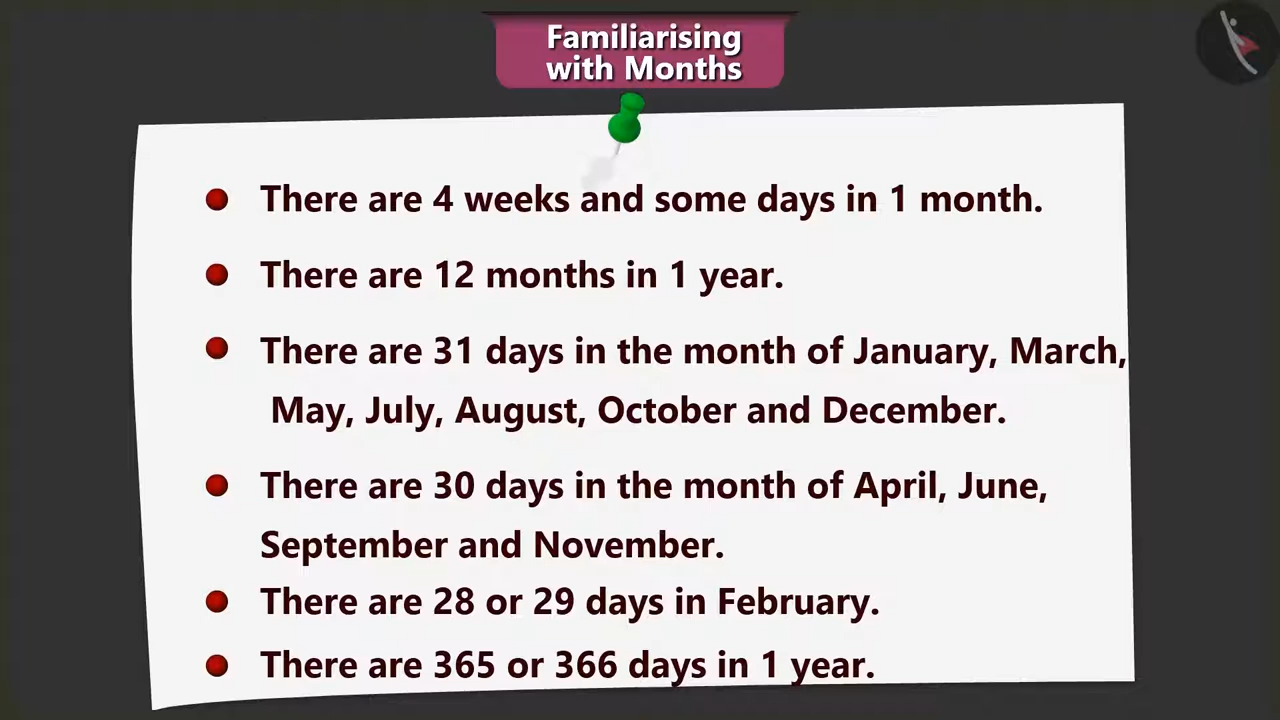 Familiarising
with Months
There are 4 weeks and some days in 1 month.
There are 12 months in 1 year.
There are 31 days in the month of January, March,
May, July, August, October and December.
There are 30 days in the month of April, June,
September and November.
There are 28 or 29 days in February.
There are 365 or 366 days in 1 year.